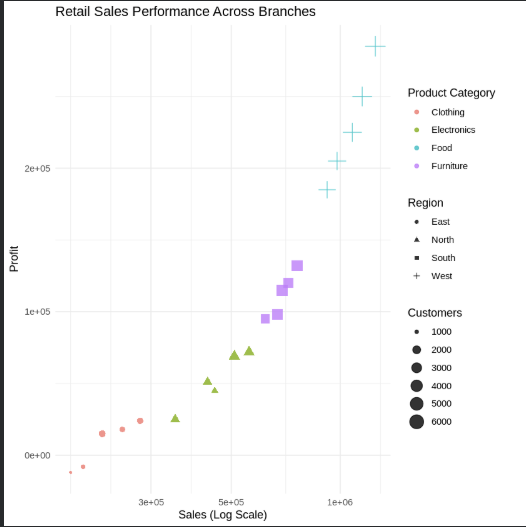 Retail Sales Performance Across Branches
Profit
2e+05
1e+05
0e+00
3e+05 5e+05 1e+06
Sales (Log Scale)
Product Category
Clothing
Electronics
Food
Furniture
Region
East
North
South
West
Customers
1000
2000
3000
4000
5000
6000